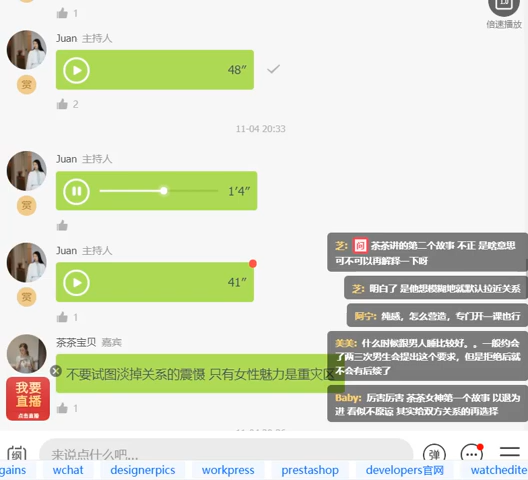 倍速播放
1
Juan 主持人
48″
赏
2
11-04 20:33
Juan 主持人
1′4″
赏
Juan 主持人
41″
赏
1
茶茶宝贝 嘉宾
不要试图淡掉关系的震慑 只有女性魅力是重灾区
1
我要
直播
点击直播
芝: 问 茶茶讲的第二个故事 不正 是啥意思
可不可以再解释一下呀
芝: 明白了 是他想模糊地就默认拉近关系
阿宁: 纯感，怎么营造，专门开一课也行
美美: 什么时候跟男人睡比较好。。一般约会
了两三次男生会提出这个要求，但是拒绝后就
不会有后续了
Baby: 厉害厉害 茶茶女神第一个故事 以退为
进 看似不原谅 其实给双方关系的再选择
来说点什么...
弹
gains wchat designerpics workpress prestashop developers官网 watchedite